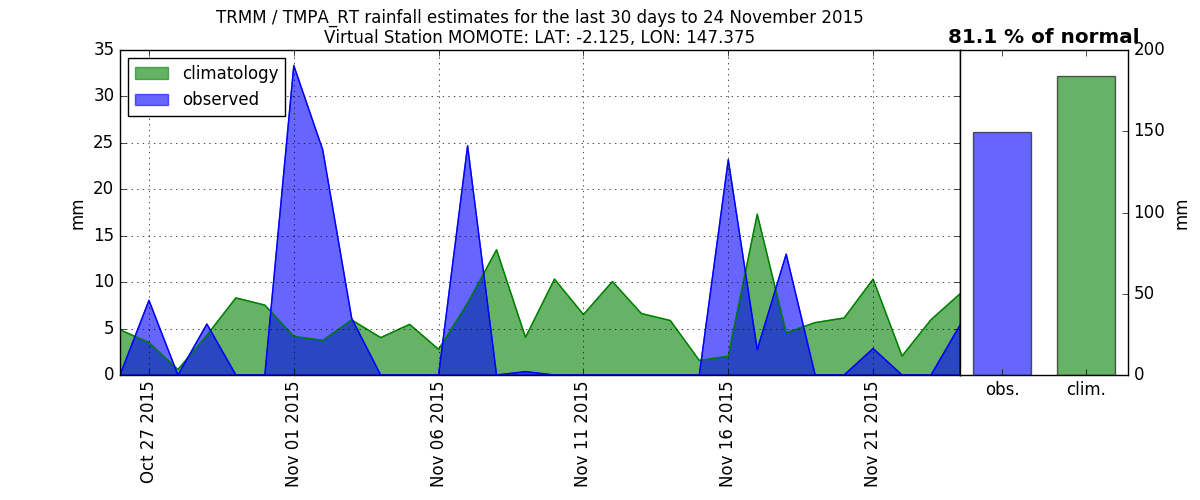 TRMM / TMPA_RT rainfall estimates for the last 30 days to 24 November 2015
Virtual Station MOMOTE: LAT: -2.125, LON: 147.375
81.1 % of normal
climatology
observed
35
30
25
20
15
10
5
0
mm
Oct 27 2015
Nov 01 2015
Nov 06 2015
Nov 11 2015
Nov 16 2015
Nov 21 2015
200
150
100
50
0
mm
obs.
clim.